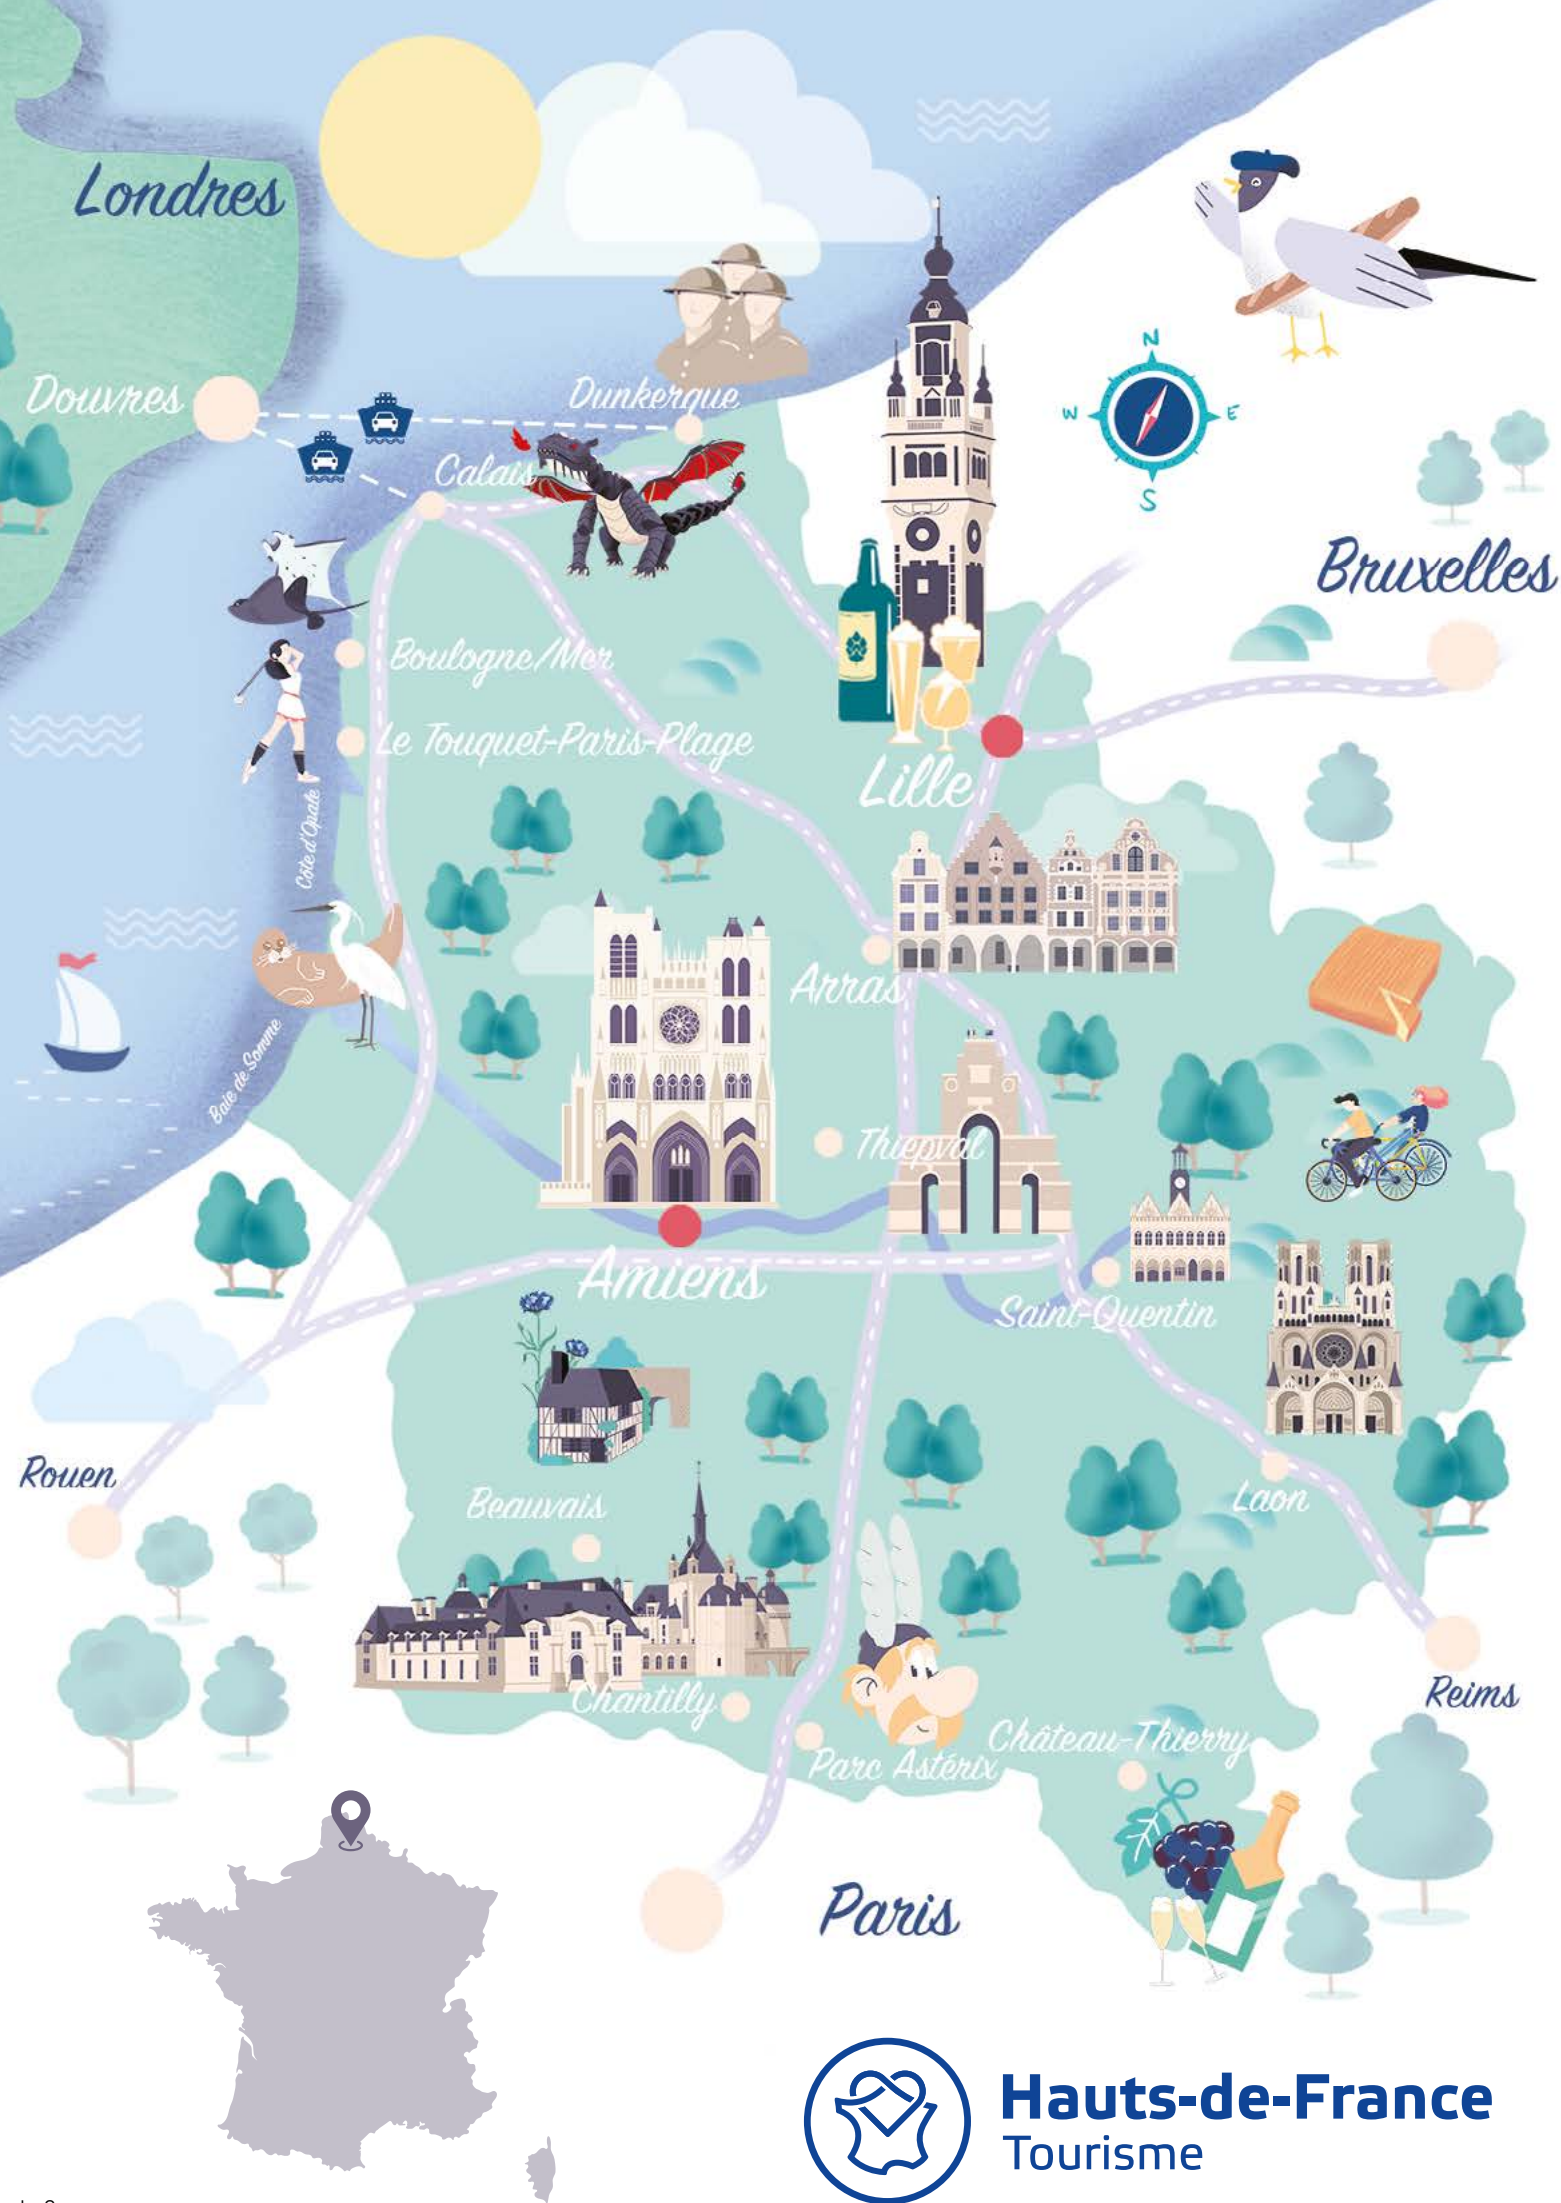 Londres
Douvres
Dunkerque
Calais
N
W
E
S
Bruxelles
Boulogne/Mer
Le Touquet-Paris-Plage
Lille
Côte d'Opale
Arras
Baie de Somme
Thiepval
Amiens
Saint-Quentin
Rouen
Beauvais
Laon
Reims
Chantilly
Château-Thierry
Parc Astérix
Paris
Hauts-de-France
Tourisme